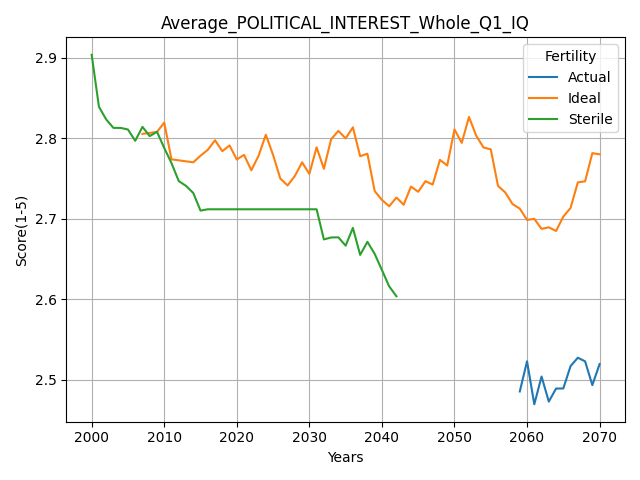 Average_POLITICAL_INTEREST_Whole_Q1_IQ
Fertility
Actual
Ideal
Sterile
Score(1-5)
2.9
2.8
2.7
2.6
2.5
2000 2010 2020 2030 2040 2050 2060 2070
Years